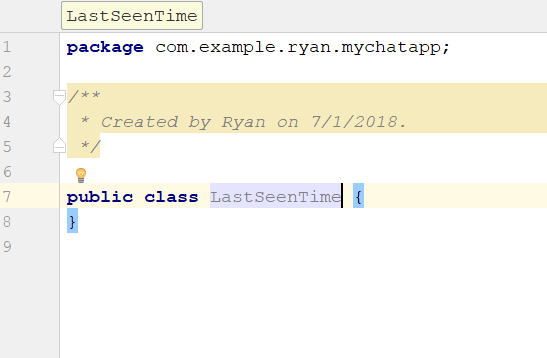 LastSeenTime
1 package com.example.ryan.mychatapp;
2
3 /**
4 * Created by Ryan on 7/1/2018.
5 */
6
7 public class LastSeenTime {
8 }
9